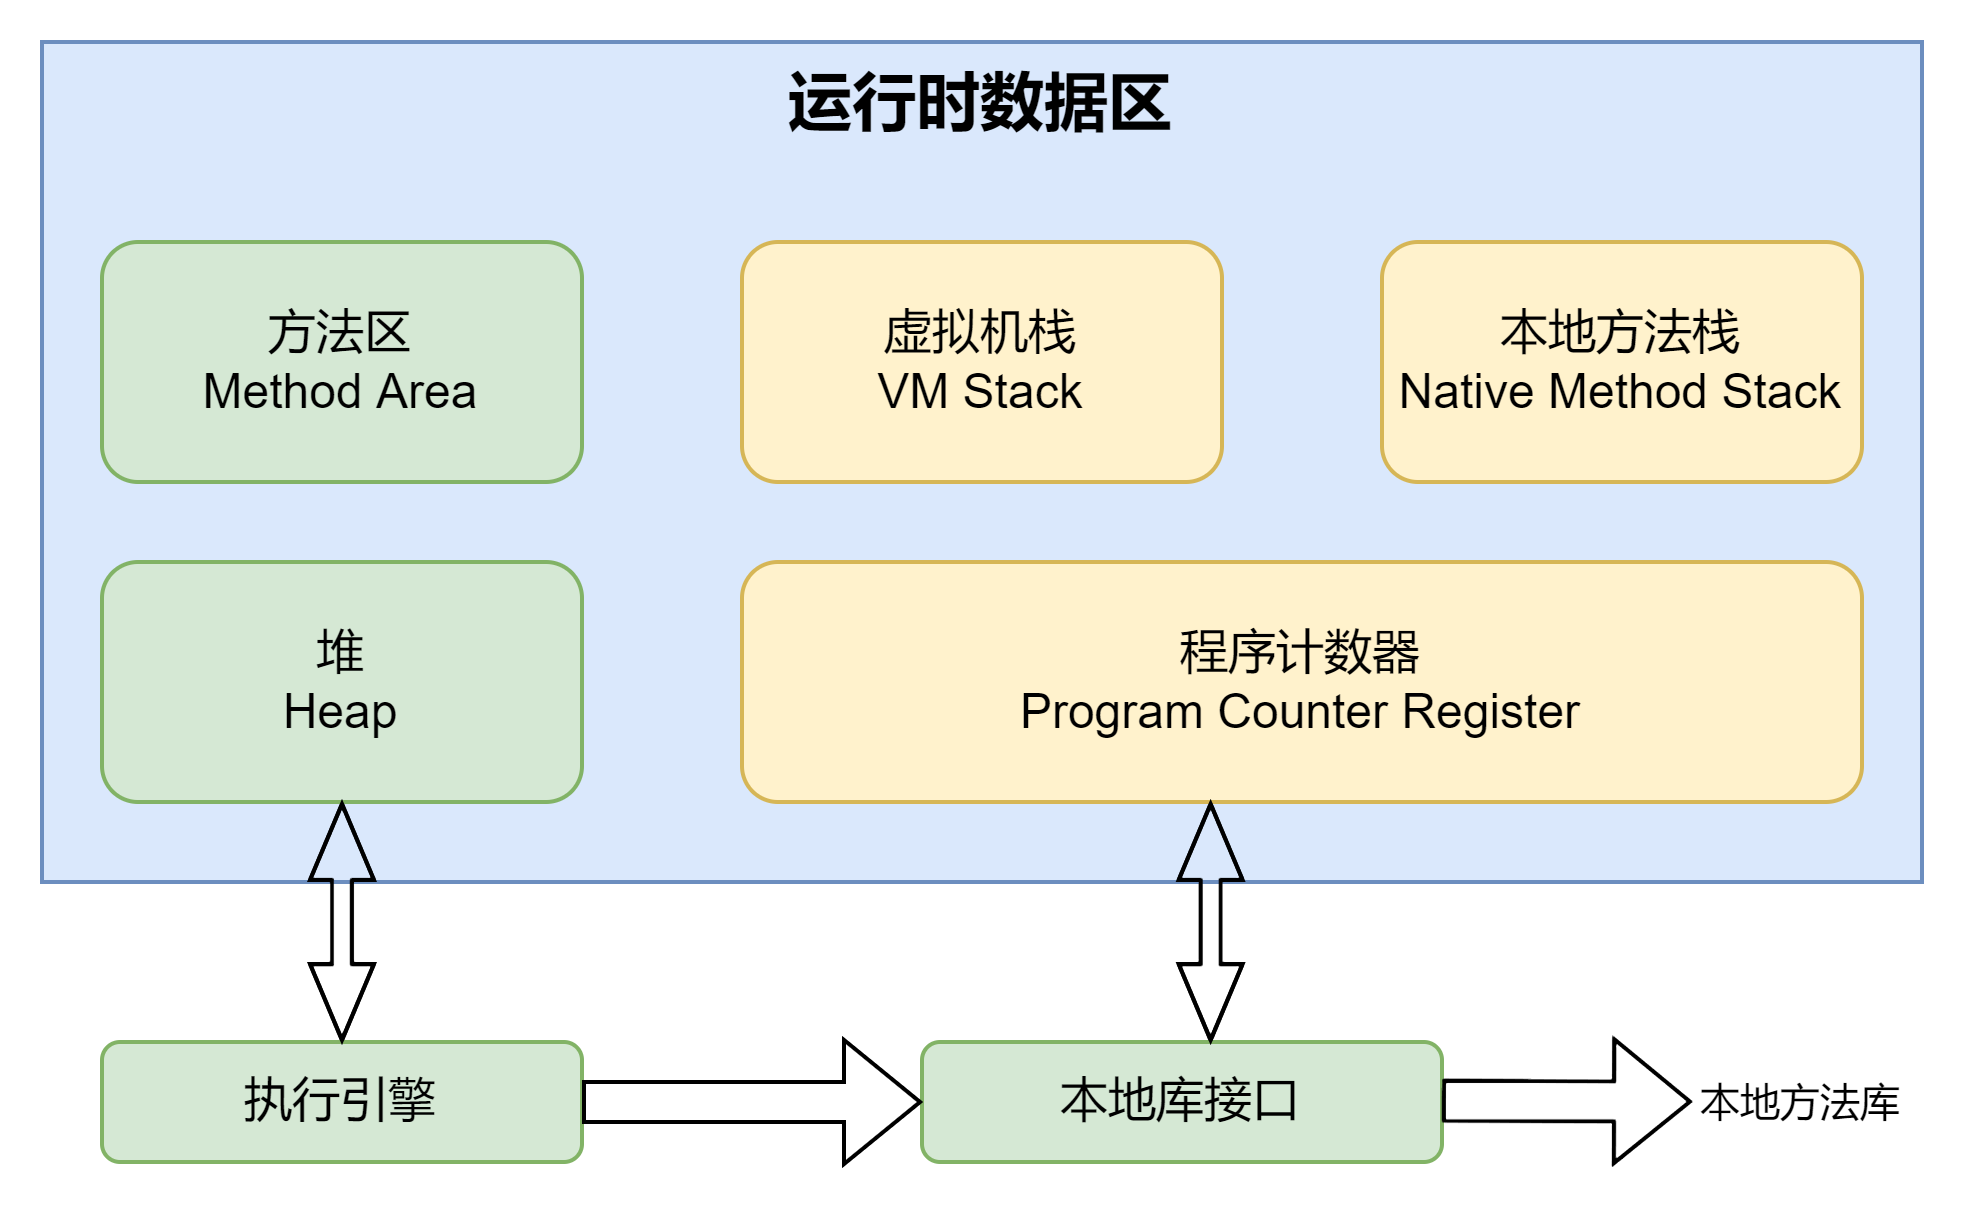 运行时数据区
方法区
Method Area
虚拟机栈
VM Stack
本地方法栈
Native Method Stack
堆
Heap
程序计数器
Program Counter Register
执行引擎
本地库接口
本地方法库